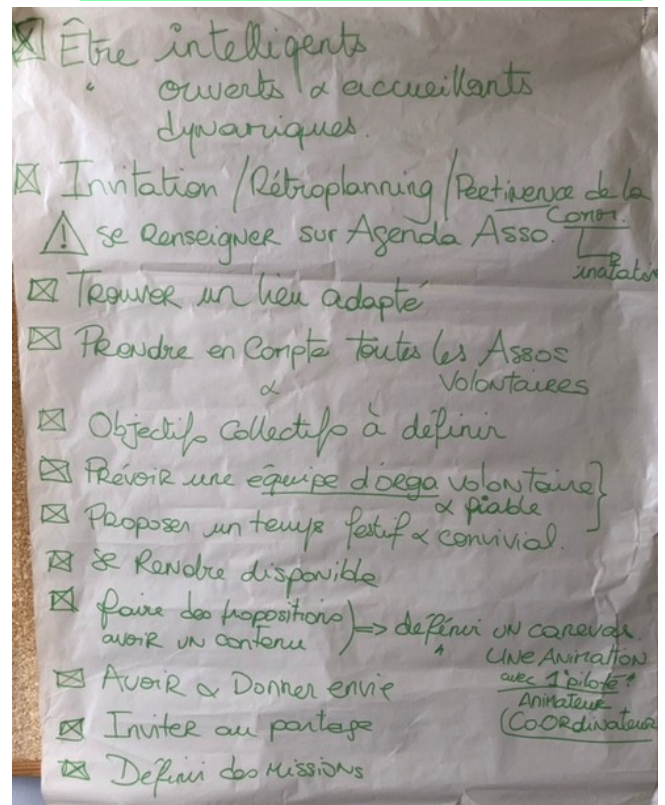 Être intelligents
" ouverts & accueillants
dynamiques.
Invitation / Rétroplanning / Pertinence de la
Comm.
⚠ se Renseigner sur Agenda Asso.
Trouver un lieu adapté
Prendre en Compte toutes les Assos
& Volontaires
Objectifs Collectifs à définir
Prévoir une équipe d'orga volontaire
& fiable
Proposer un temps festif & convivial.
Se Rendre disponible
faire des propositions
avoir un contenu
=> définir un canevas.
" UNE ANIMATION
avec 1 "pilote"
Animateur
(COORdinateur
Avoir & Donner envie
Inviter au partage
Définir des Missions